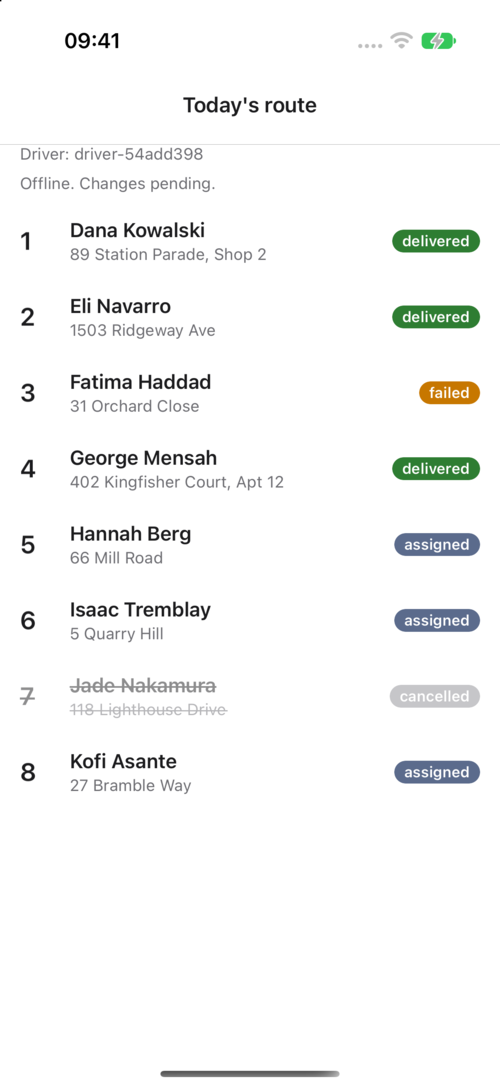 09:41
Today's route
Driver: driver-54add398
Offline. Changes pending.
1
Dana Kowalski
89 Station Parade, Shop 2
delivered
2
Eli Navarro
1503 Ridgeway Ave
delivered
3
Fatima Haddad
31 Orchard Close
failed
4
George Mensah
402 Kingfisher Court, Apt 12
delivered
5
Hannah Berg
66 Mill Road
assigned
6
Isaac Tremblay
5 Quarry Hill
assigned
7
Jade Nakamura
118 Lighthouse Drive
cancelled
8
Kofi Asante
27 Bramble Way
assigned